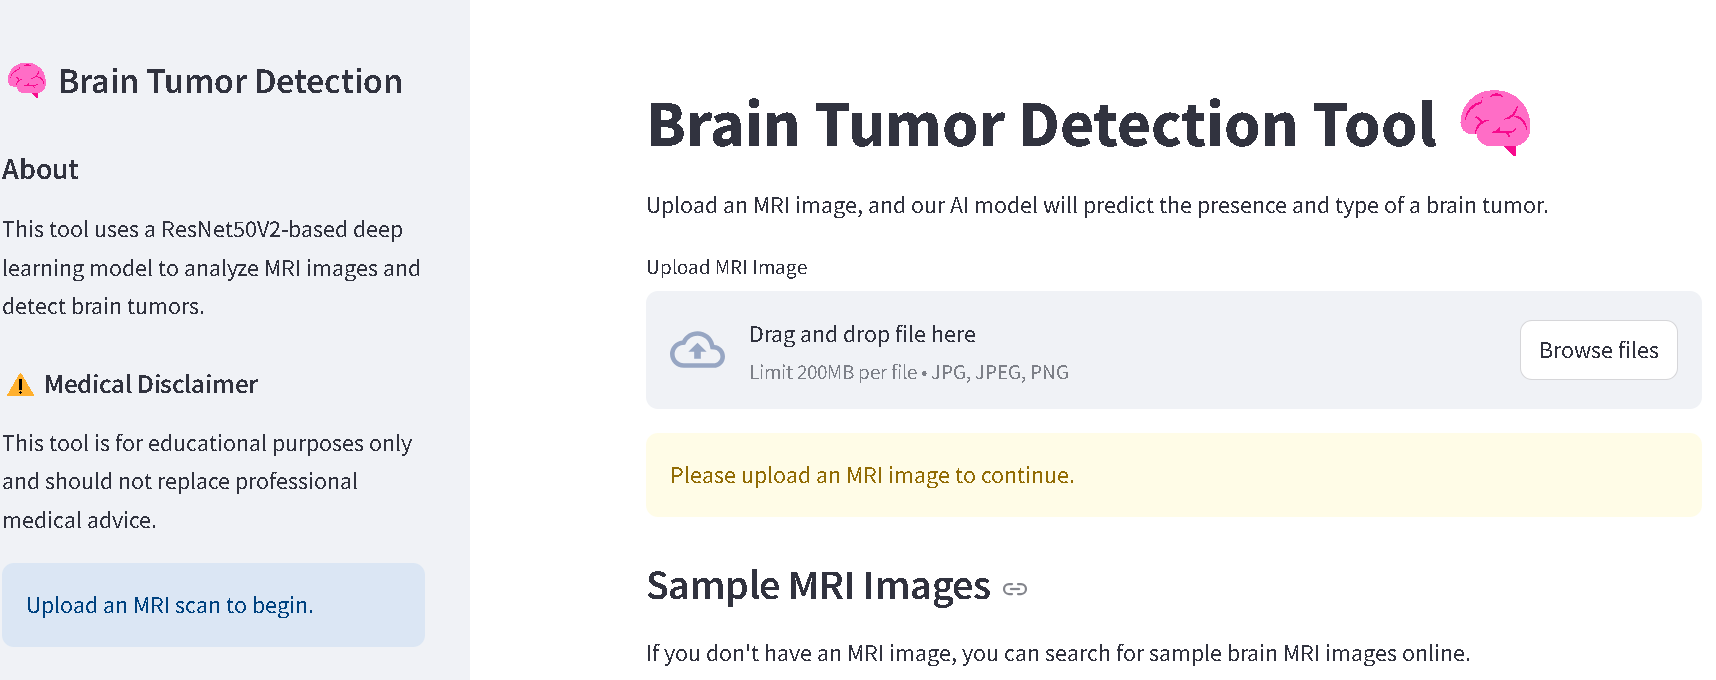 Brain Tumor Detection
About
This tool uses a ResNet50V2-based deep
learning model to analyze MRI images and
detect brain tumors.
Medical Disclaimer
This tool is for educational purposes only
and should not replace professional
medical advice.
Upload an MRI scan to begin.
Brain Tumor Detection Tool
Upload an MRI image, and our AI model will predict the presence and type of a brain tumor.
Upload MRI Image
Drag and drop file here
Limit 200MB per file • JPG, JPEG, PNG
Browse files
Please upload an MRI image to continue.
Sample MRI Images
If you don't have an MRI image, you can search for sample brain MRI images online.